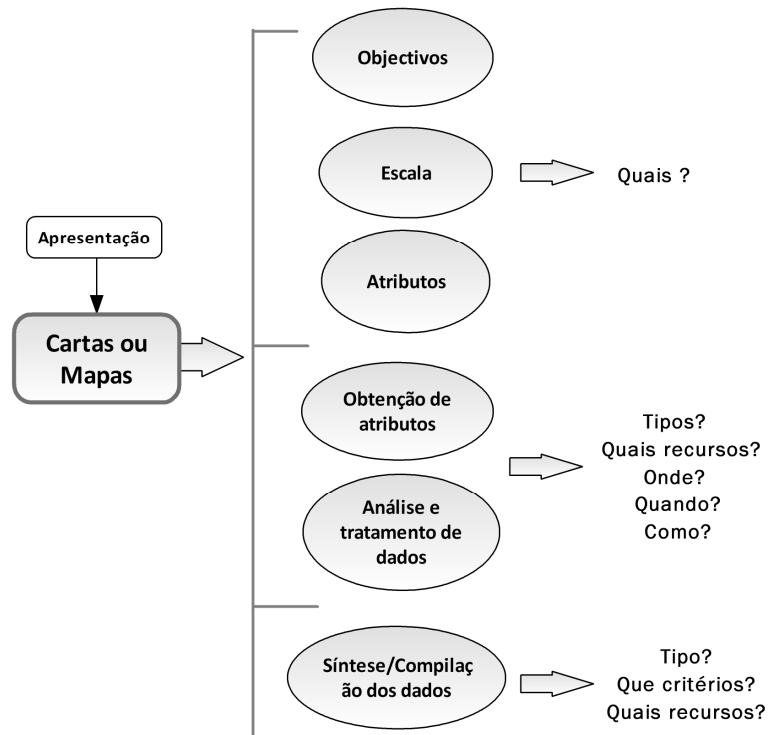 Objectivos
Escala
Quais ?
Apresentação
Atributos
Cartas ou
Mapas
Obtenção de
atributos
Tipos?
Quais recursos?
Onde?
Quando?
Como?
Análise e
tratamento de
dados
Síntese/Compilaç
ão dos dados
Tipo?
Que critérios?
Quais recursos?